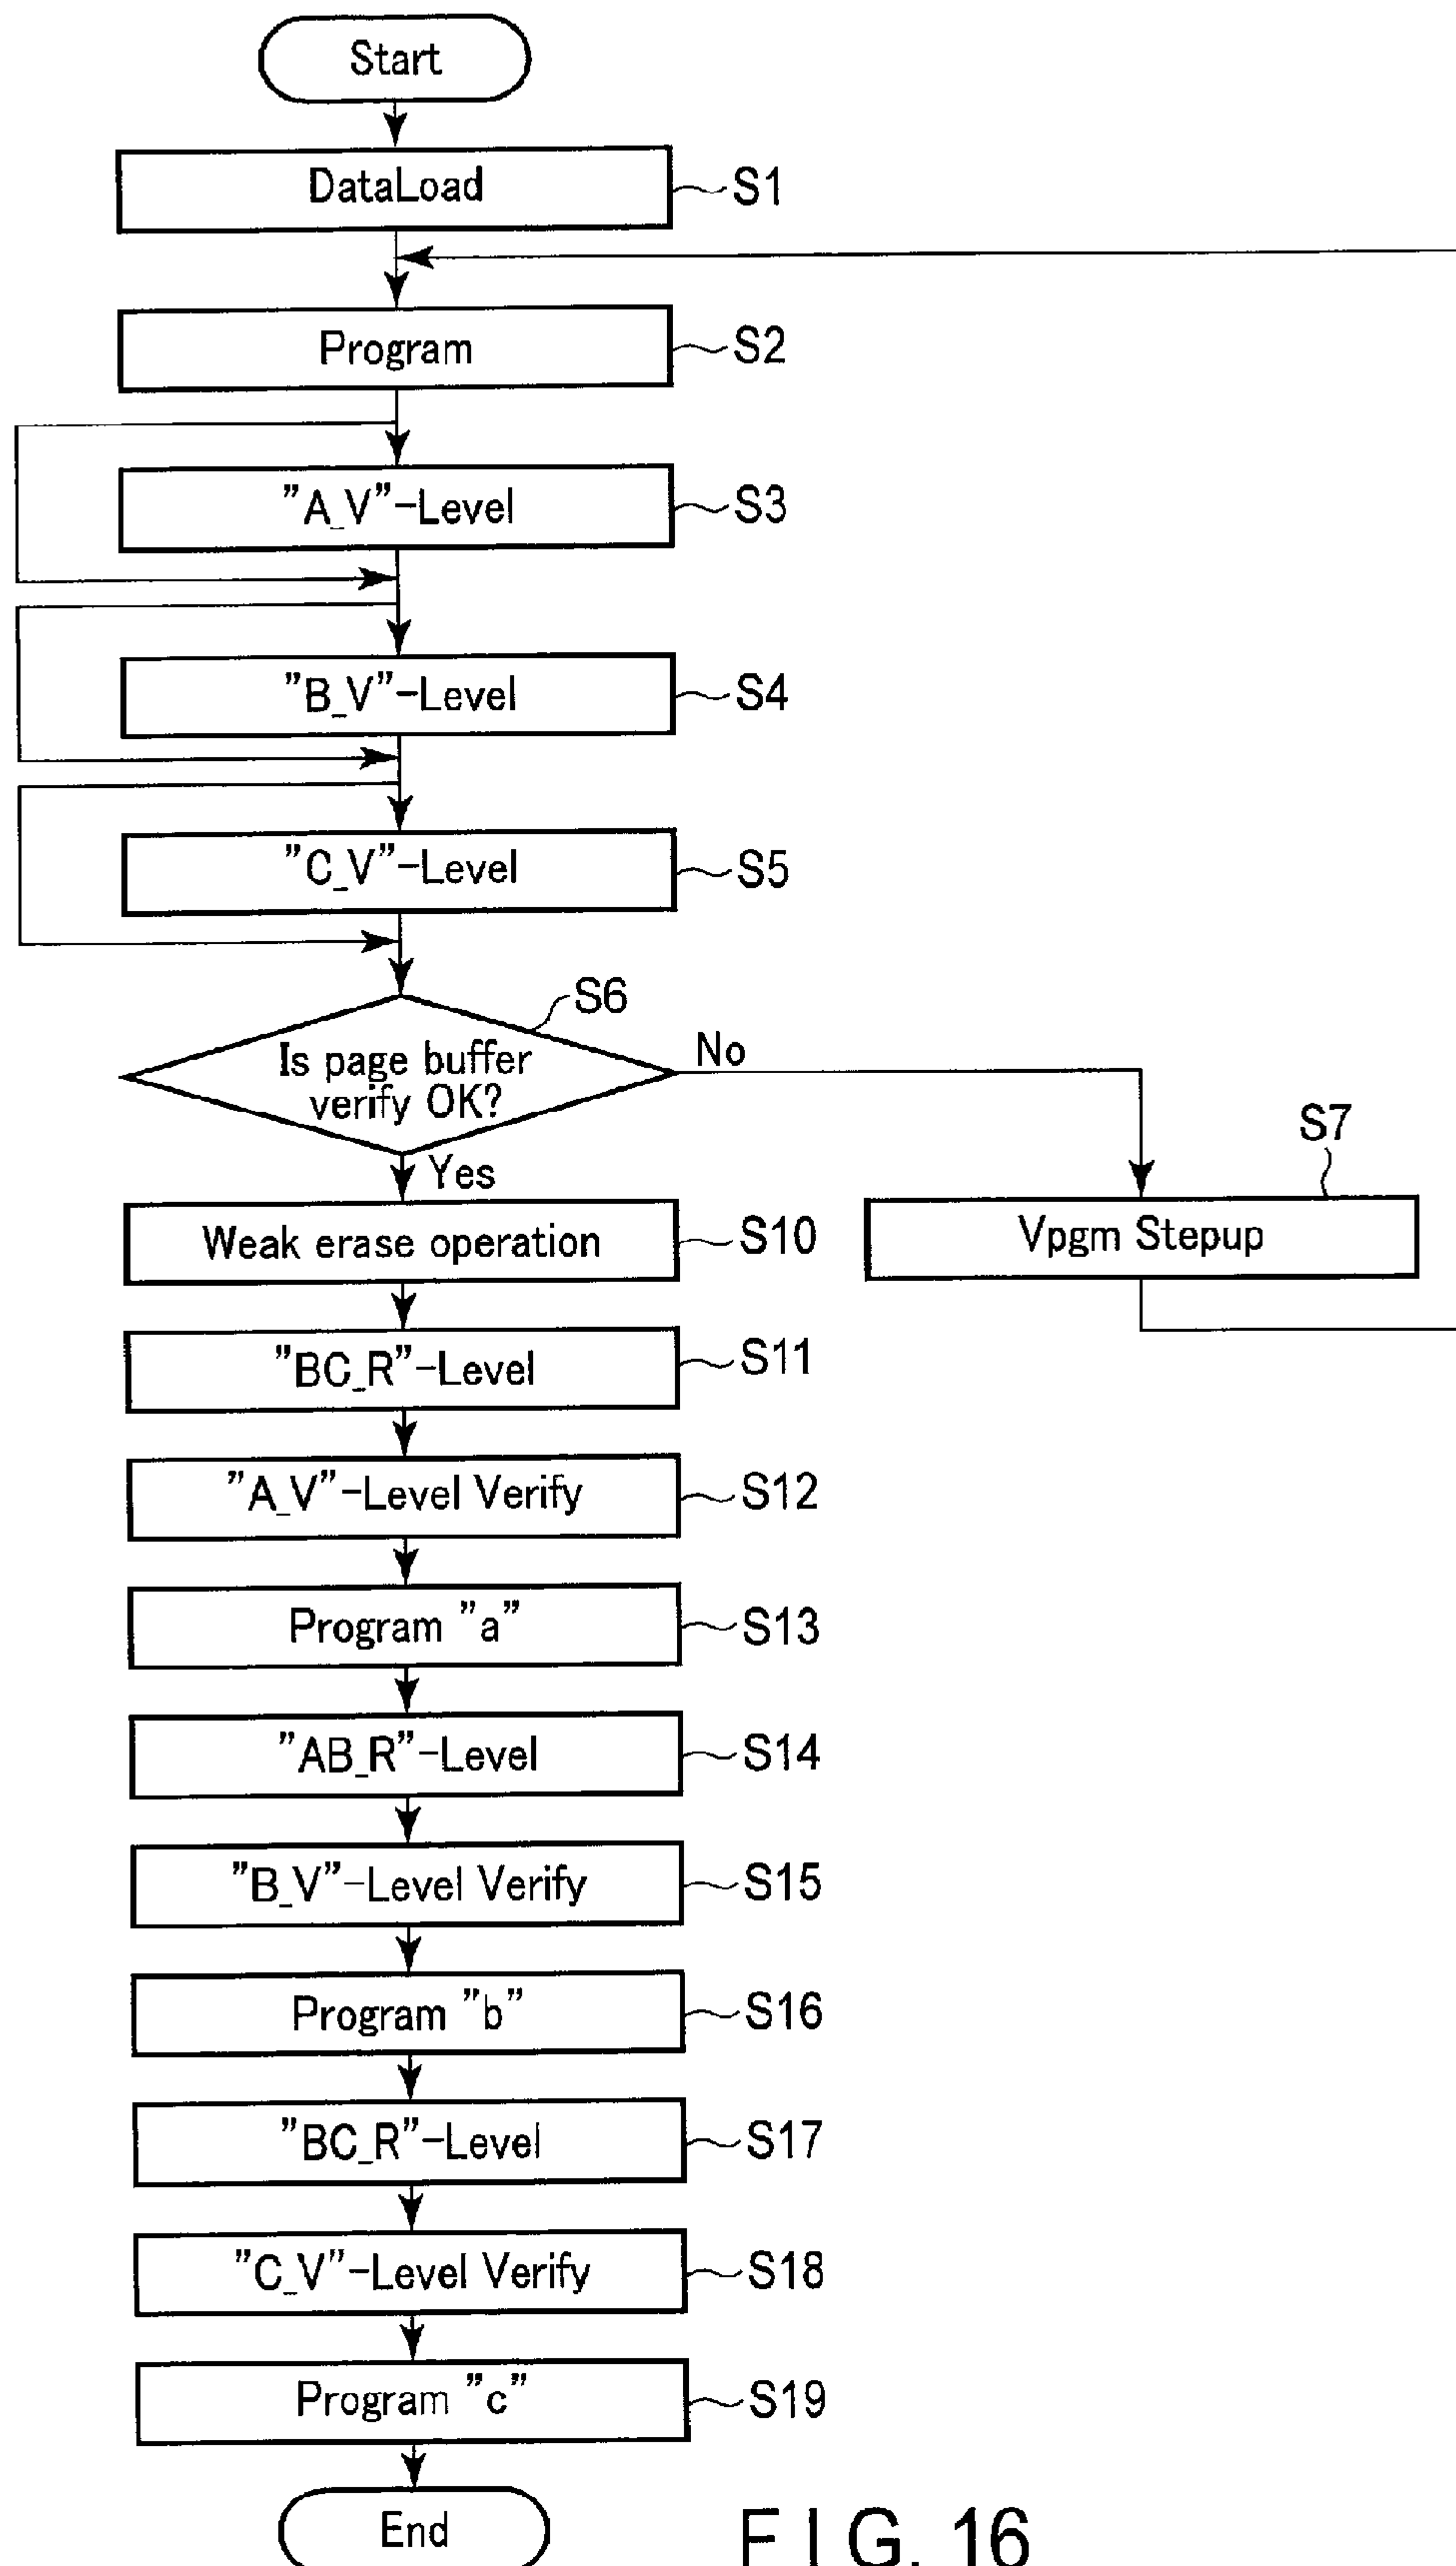 Start
DataLoad
S1
Program
S2
"A_V"-Level
S3
"B_V"-Level
S4
"C_V"-Level
S5
S6
Is page buffer
verify OK?
No
Yes
S7
Vpgm Stepup
Weak erase operation
S10
"BC_R"-Level
S11
"A_V"-Level Verify
S12
Program "a"
S13
"AB_R"-Level
S14
"B_V"-Level Verify
S15
Program "b"
S16
"BC_R"-Level
S17
"C_V"-Level Verify
S18
Program "c"
S19
End
FIG. 16